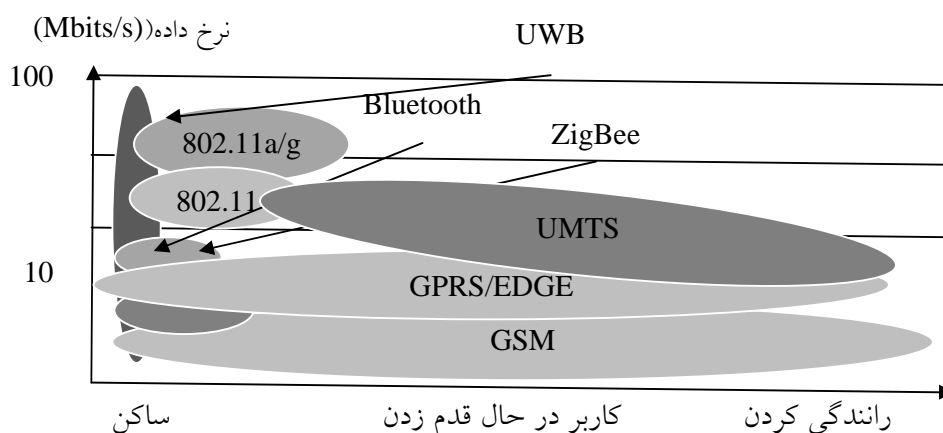 نرخ داده((Mbits/s)
UWB
100
Bluetooth
802.11a/g
ZigBee
802.11
UMTS
10
GPRS/EDGE
GSM
ساکن
کاربر در حال قدم زدن
رانندگی کردن